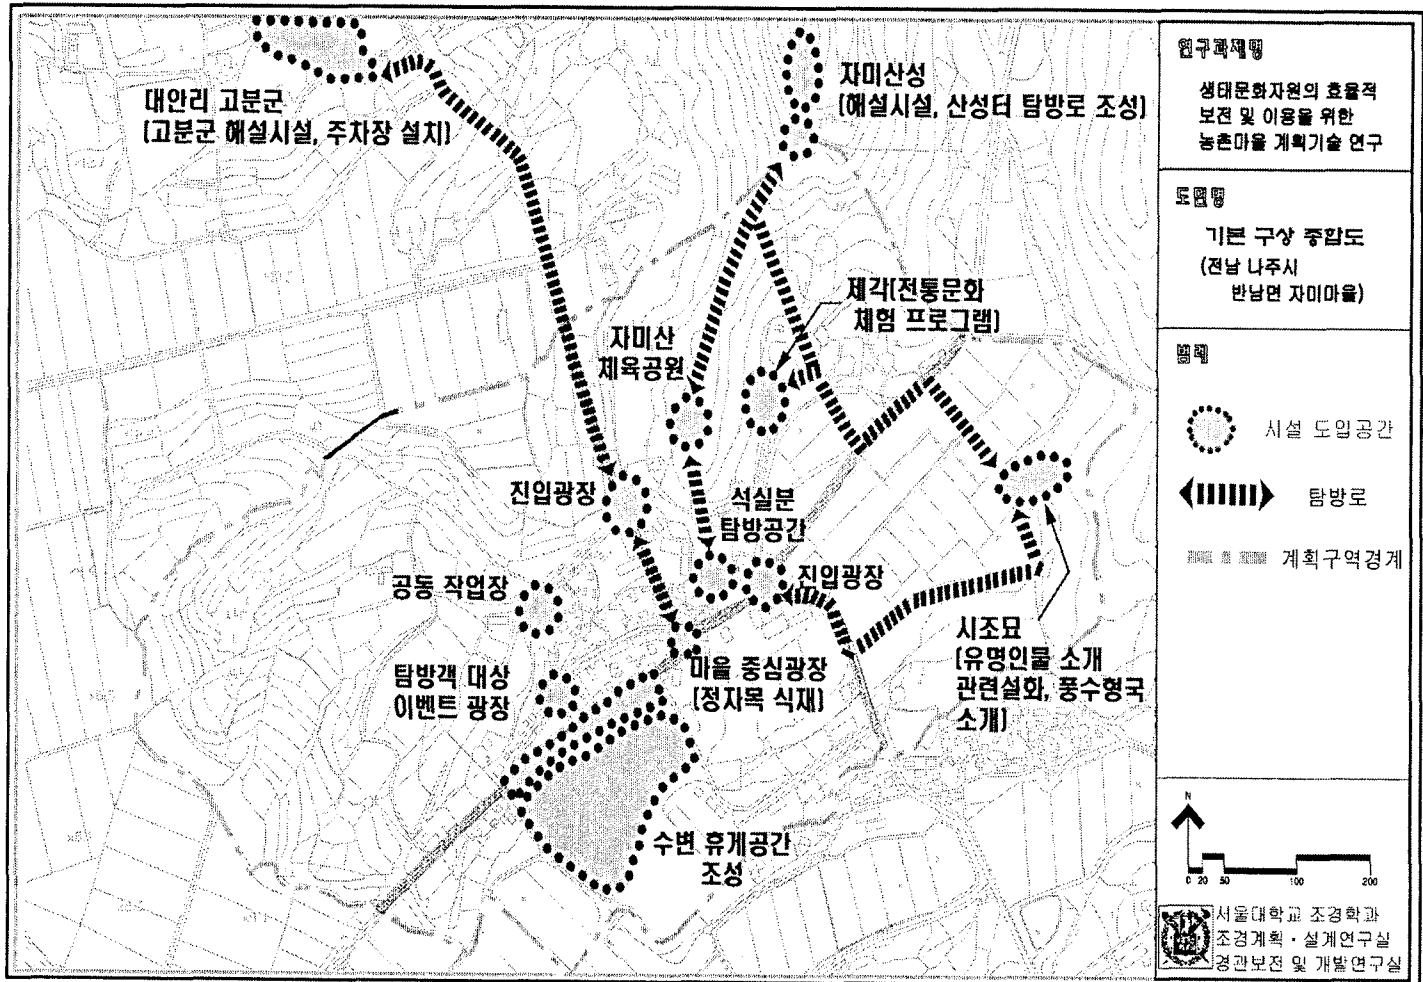 대안리 고분군
(고분군 해설시설, 주차장 설치)
자미산성
(해설시설, 산성터 탐방로 조성)
제각(전통문화
체험 프로그램)
자미산
체육공원
진입광장
석실분
탐방공간
진입광장
공동 작업장
탐방객 대상
이벤트 광장
마을 중심광장
(정자목 식재)
시조묘
(유명인물 소개
관련설화, 풍수형국
소개)
수변 휴게공간
조성
연구과제명
생태문화자원의 효율적
보전 및 이용을 위한
농촌마을 계획기술 연구
도면명
기본 구상 종합도
(전남 나주시
반남면 자미마을)
범례
시설 도입공간
탐방로
계획구역경계
N
0 20 50 100 200
서울대학교 조경학과
조경계획·설계연구실
경관보전 및 개발연구실